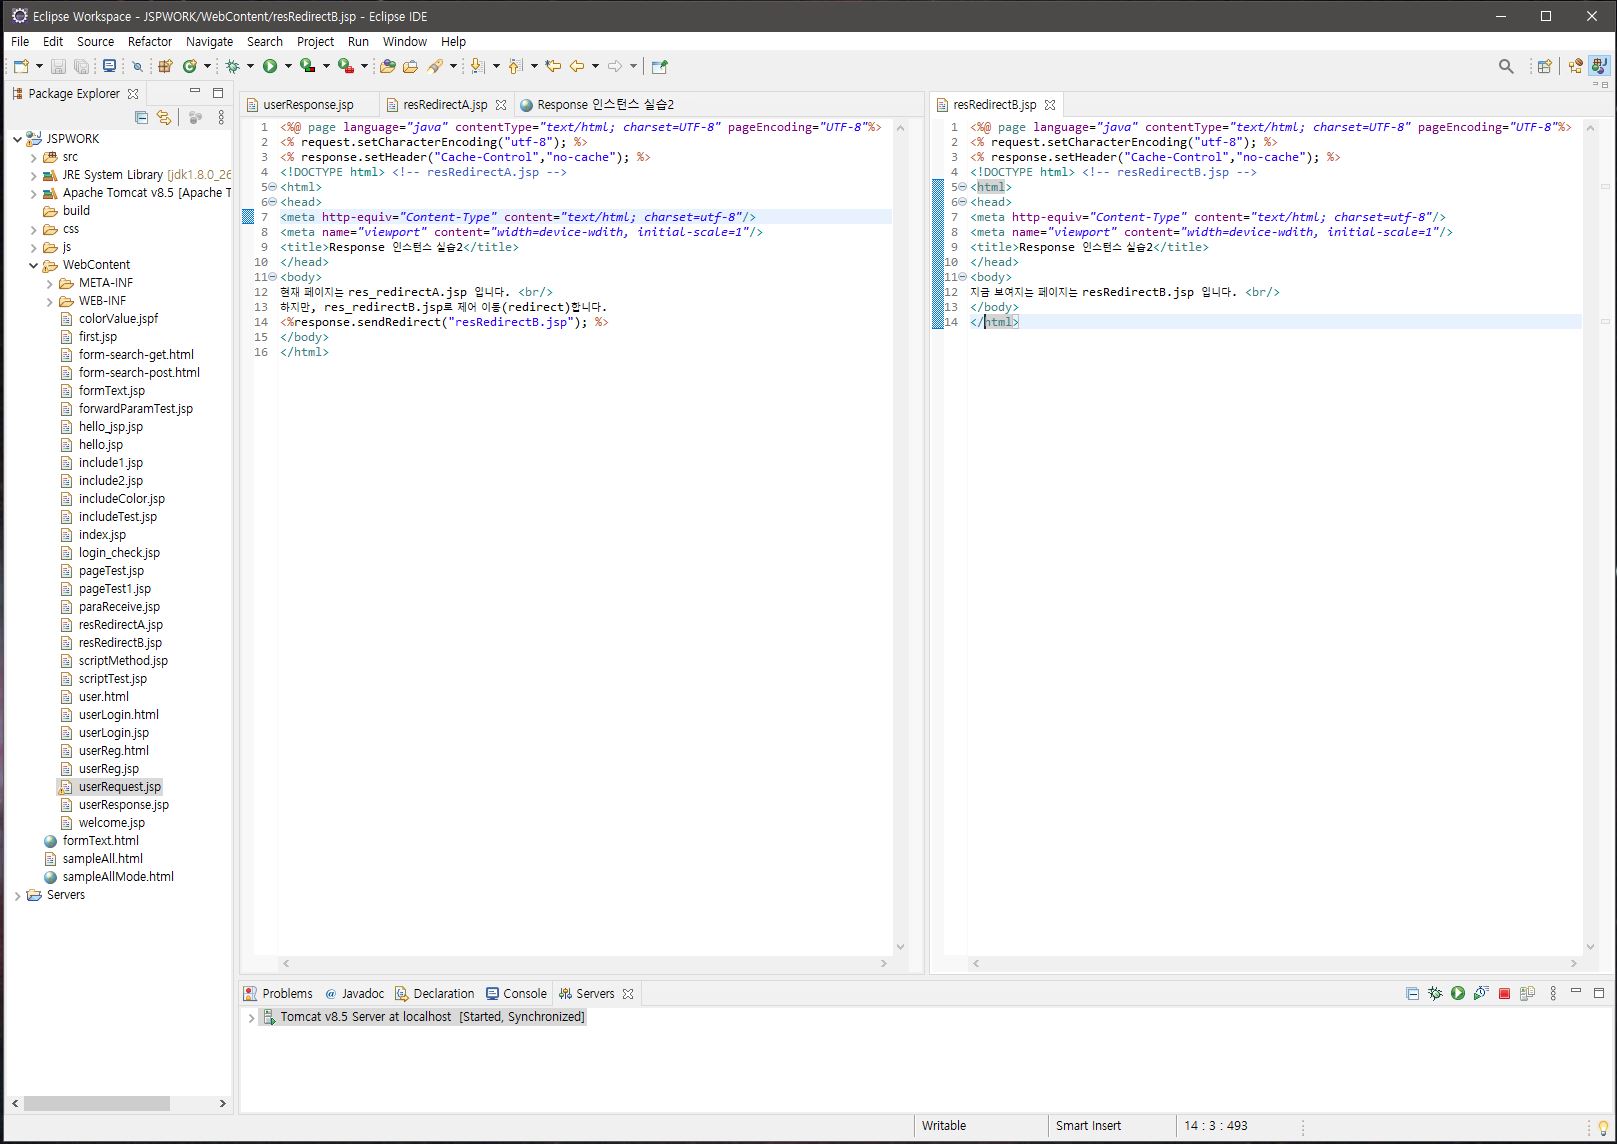 Eclipse Workspace - JSPWORK/WebContent/resRedirectB.jsp - Eclipse IDE
File Edit Source Refactor Navigate Search Project Run Window Help
Package Explorer
JSPWORK
src
JRE System Library [jdk1.8.0_26
Apache Tomcat v8.5 [Apache T
build
css
js
WebContent
META-INF
WEB-INF
colorValue.jspf
first.jsp
form-search-get.html
form-search-post.html
formText.jsp
forwardParamTest.jsp
hello_jsp.jsp
hello.jsp
include1.jsp
include2.jsp
includeColor.jsp
includeTest.jsp
index.jsp
login_check.jsp
pageTest.jsp
pageTest1.jsp
paraReceive.jsp
resRedirectA.jsp
resRedirectB.jsp
scriptMethod.jsp
scriptTest.jsp
user.html
userLogin.html
userLogin.jsp
userReg.html
userReg.jsp
userRequest.jsp
userResponse.jsp
welcome.jsp
formText.html
sampleAll.html
sampleAllMode.html
Servers
userResponse.jsp resRedirectA.jsp Response 인스턴스 실습2
1 <%@ page language="java" contentType="text/html; charset=UTF-8" pageEncoding="UTF-8"%>
2 <% request.setCharacterEncoding("utf-8"); %>
3 <% response.setHeader("Cache-Control","no-cache"); %>
4 <!DOCTYPE html> <!-- resRedirectA.jsp -->
5 <html>
6 <head>
7 <meta http-equiv="Content-Type" content="text/html; charset=utf-8"/>
8 <meta name="viewport" content="width=device-wdith, initial-scale=1"/>
9 <title>Response 인스턴스 실습2</title>
10 </head>
11 <body>
12 현재 페이지는 res_redirectA.jsp 입니다. <br/>
13 하지만, res_redirectB.jsp로 제어 이동(redirect)합니다.
14 <%response.sendRedirect("resRedirectB.jsp"); %>
15 </body>
16 </html>
resRedirectB.jsp
1 <%@ page language="java" contentType="text/html; charset=UTF-8" pageEncoding="UTF-8"%>
2 <% request.setCharacterEncoding("utf-8"); %>
3 <% response.setHeader("Cache-Control","no-cache"); %>
4 <!DOCTYPE html> <!-- resRedirectB.jsp -->
5 <html>
6 <head>
7 <meta http-equiv="Content-Type" content="text/html; charset=utf-8"/>
8 <meta name="viewport" content="width=device-wdith, initial-scale=1"/>
9 <title>Response 인스턴스 실습2</title>
10 </head>
11 <body>
12 지금 보여지는 페이지는 resRedirectB.jsp 입니다. <br/>
13 </body>
14 </html>
Problems Javadoc Declaration Console Servers
Tomcat v8.5 Server at localhost [Started, Synchronized]
Writable Smart Insert 14 : 3 : 493